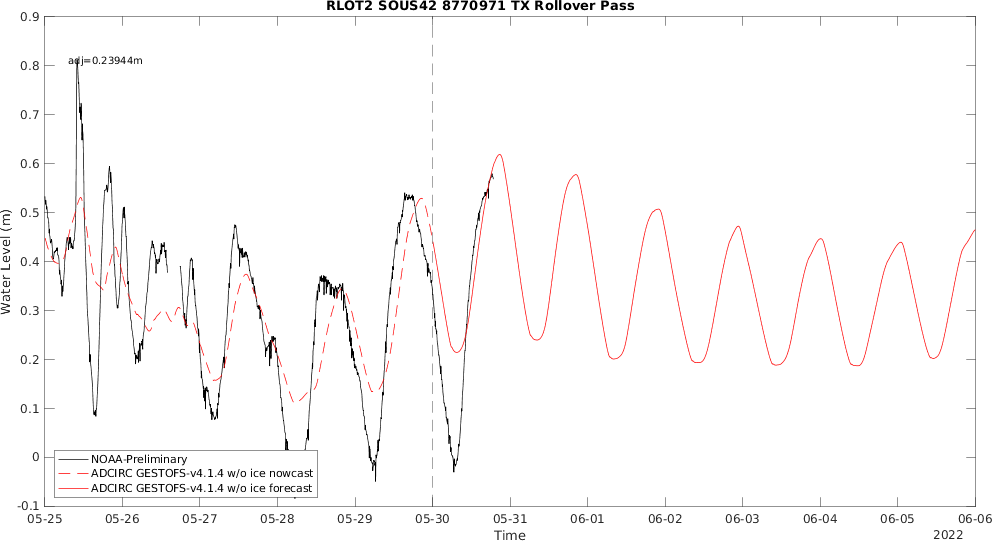 RLOT2 SOUS42 8770971 TX Rollover Pass
adj=0.23944m
Water Level (m)
0.9
0.8
0.7
0.6
0.5
0.4
0.3
0.2
0.1
0
-0.1
NOAA-Preliminary
ADCIRC GESTOFS-v4.1.4 w/o ice nowcast
ADCIRC GESTOFS-v4.1.4 w/o ice forecast
05-25 05-26 05-27 05-28 05-29 05-30 05-31 06-01 06-02 06-03 06-04 06-05 06-06
Time
2022